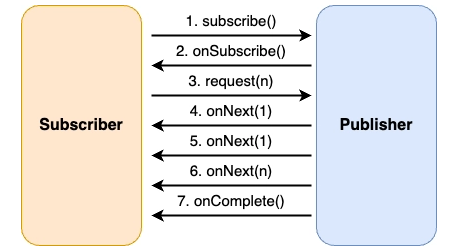 Subscriber
1. subscribe()
2. onSubscribe()
3. request(n)
4. onNext(1)
5. onNext(1)
6. onNext(n)
7. onComplete()
Publisher